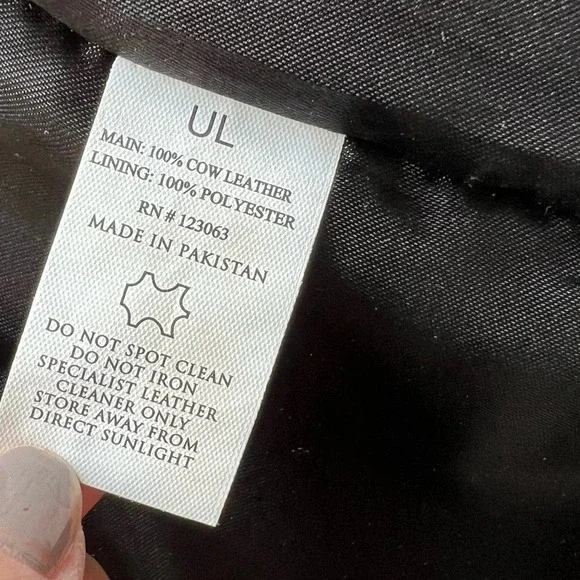 UL
MAIN: 100% COW LEATHER
LINING: 100% POLYESTER
RN # 123063
MADE IN PAKISTAN
DO NOT SPOT CLEAN
DO NOT IRON
SPECIALIST LEATHER
CLEANER ONLY
STORE AWAY FROM
DIRECT SUNLIGHT